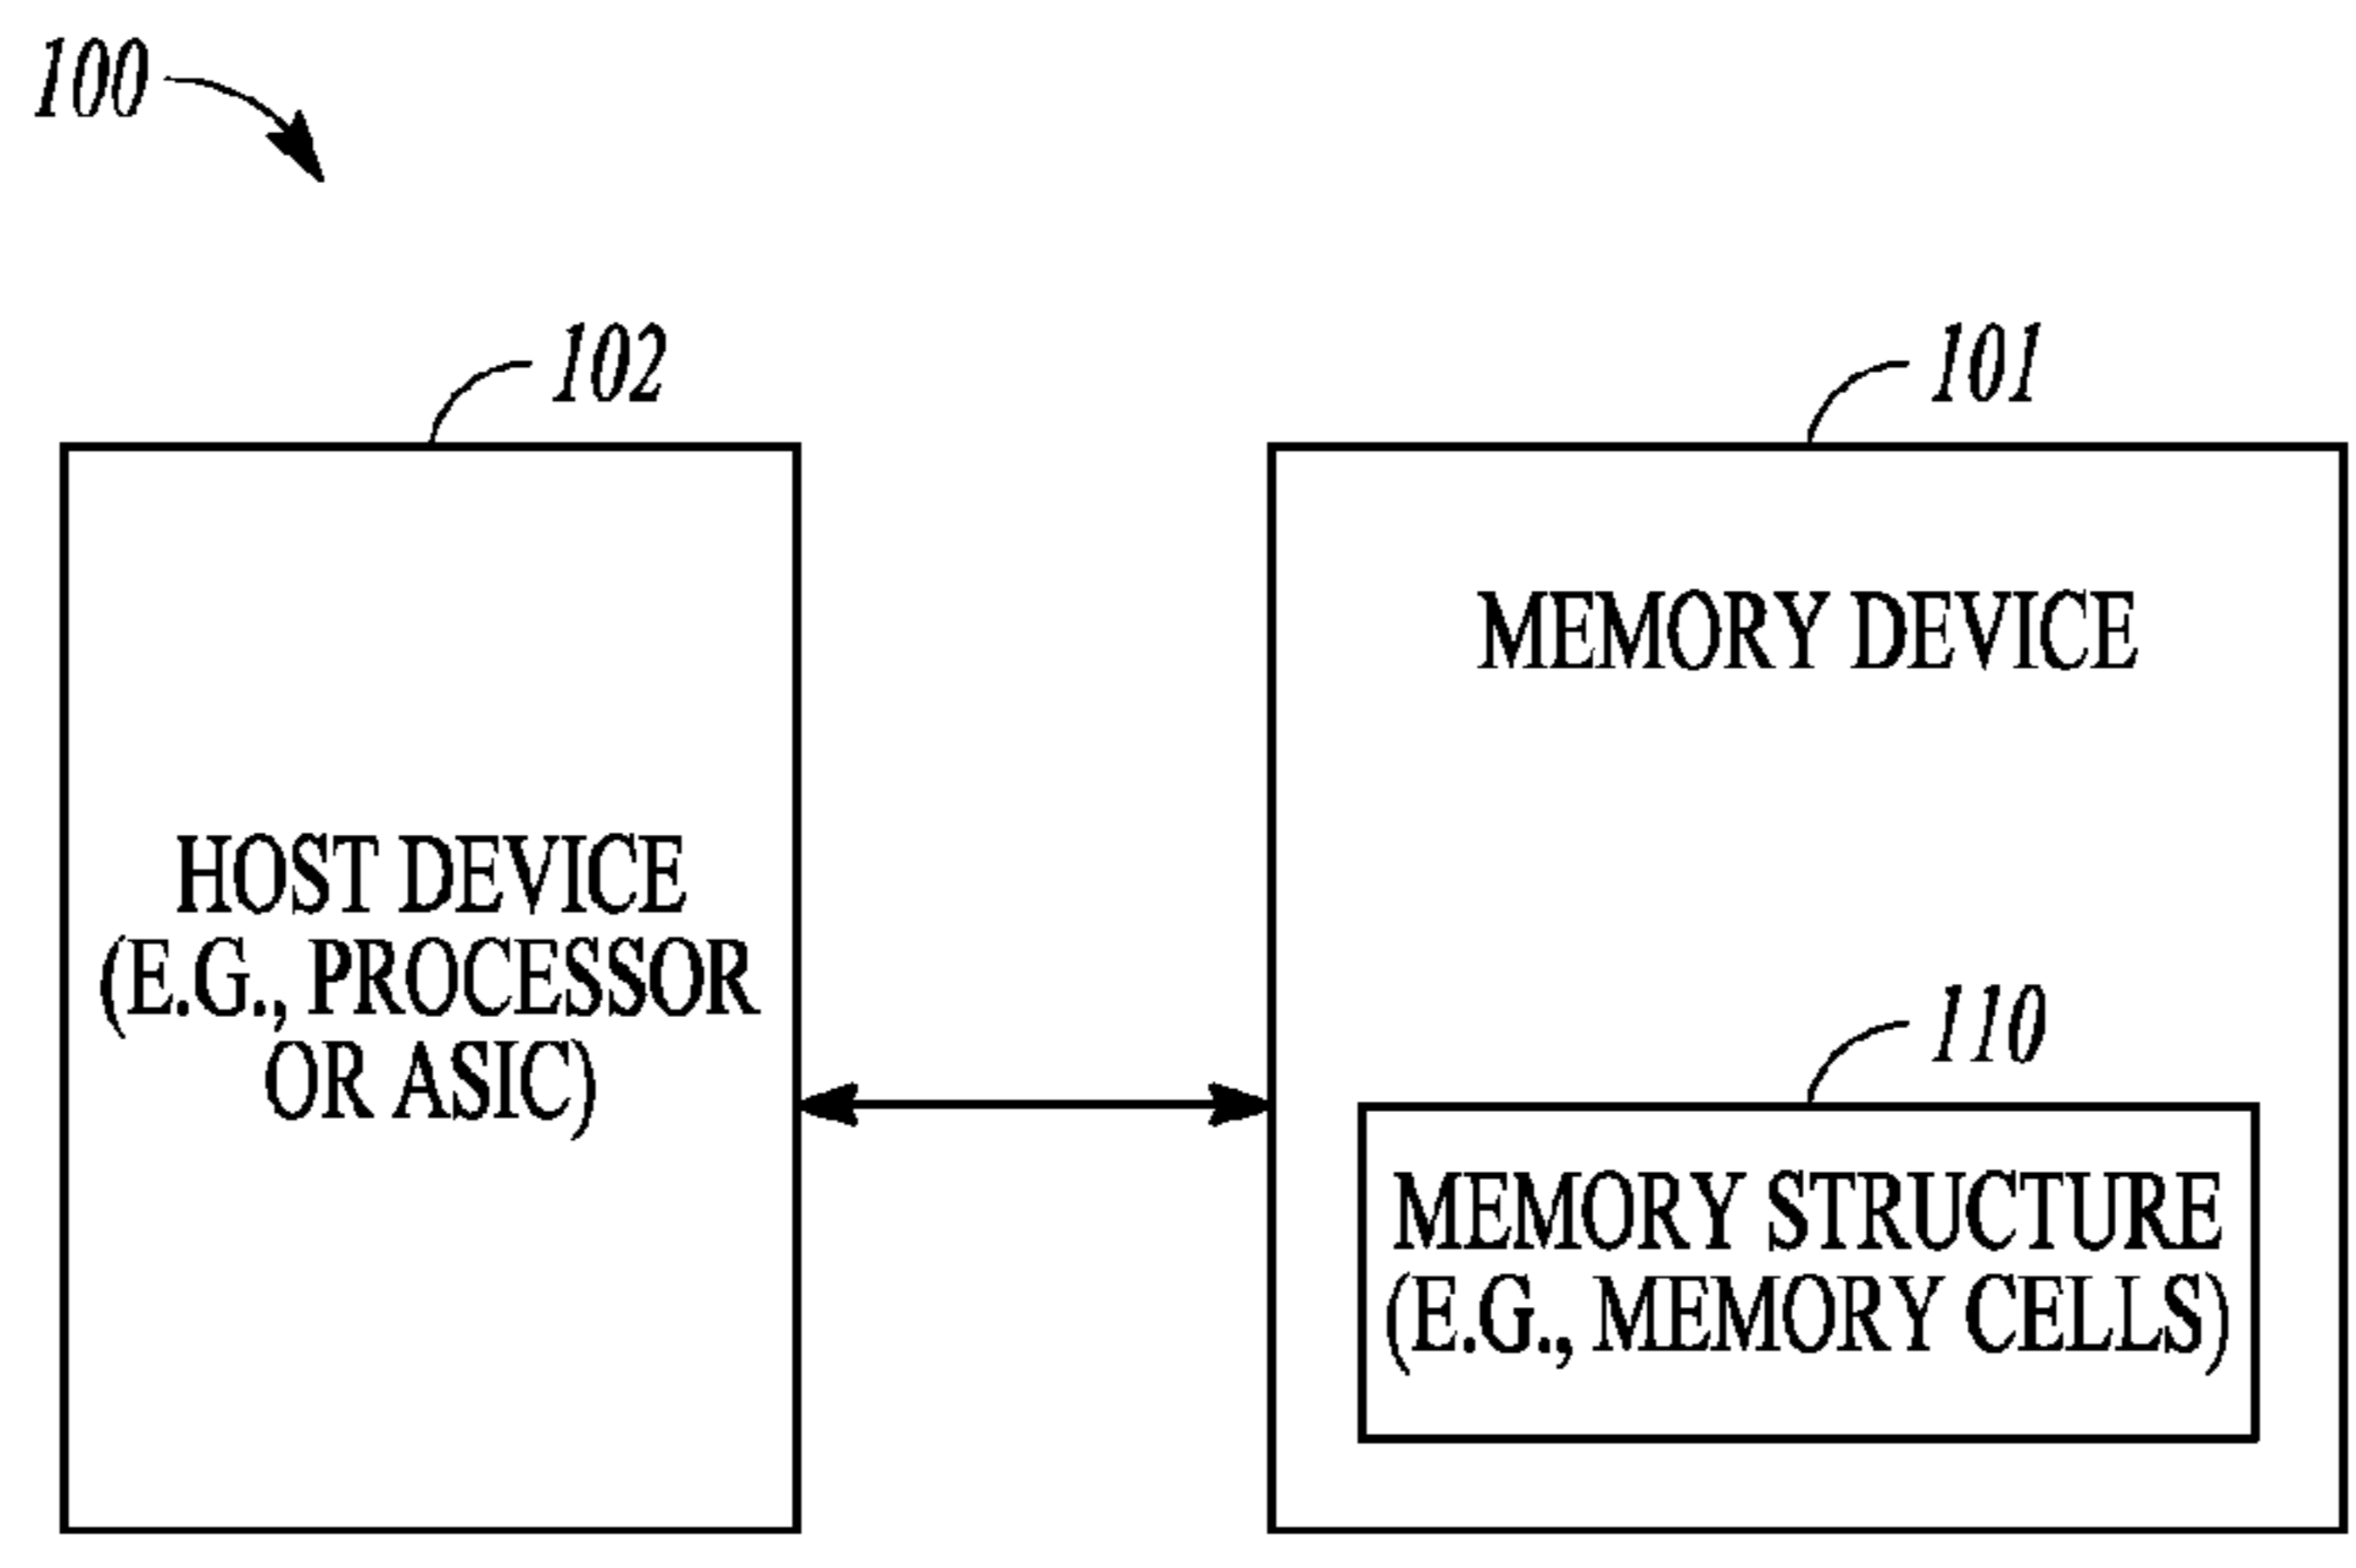 100
102
101
MEMORY DEVICE
HOST DEVICE
(E.G., PROCESSOR
OR ASIC)
110
MEMORY STRUCTURE
(E.G., MEMORY CELLS)